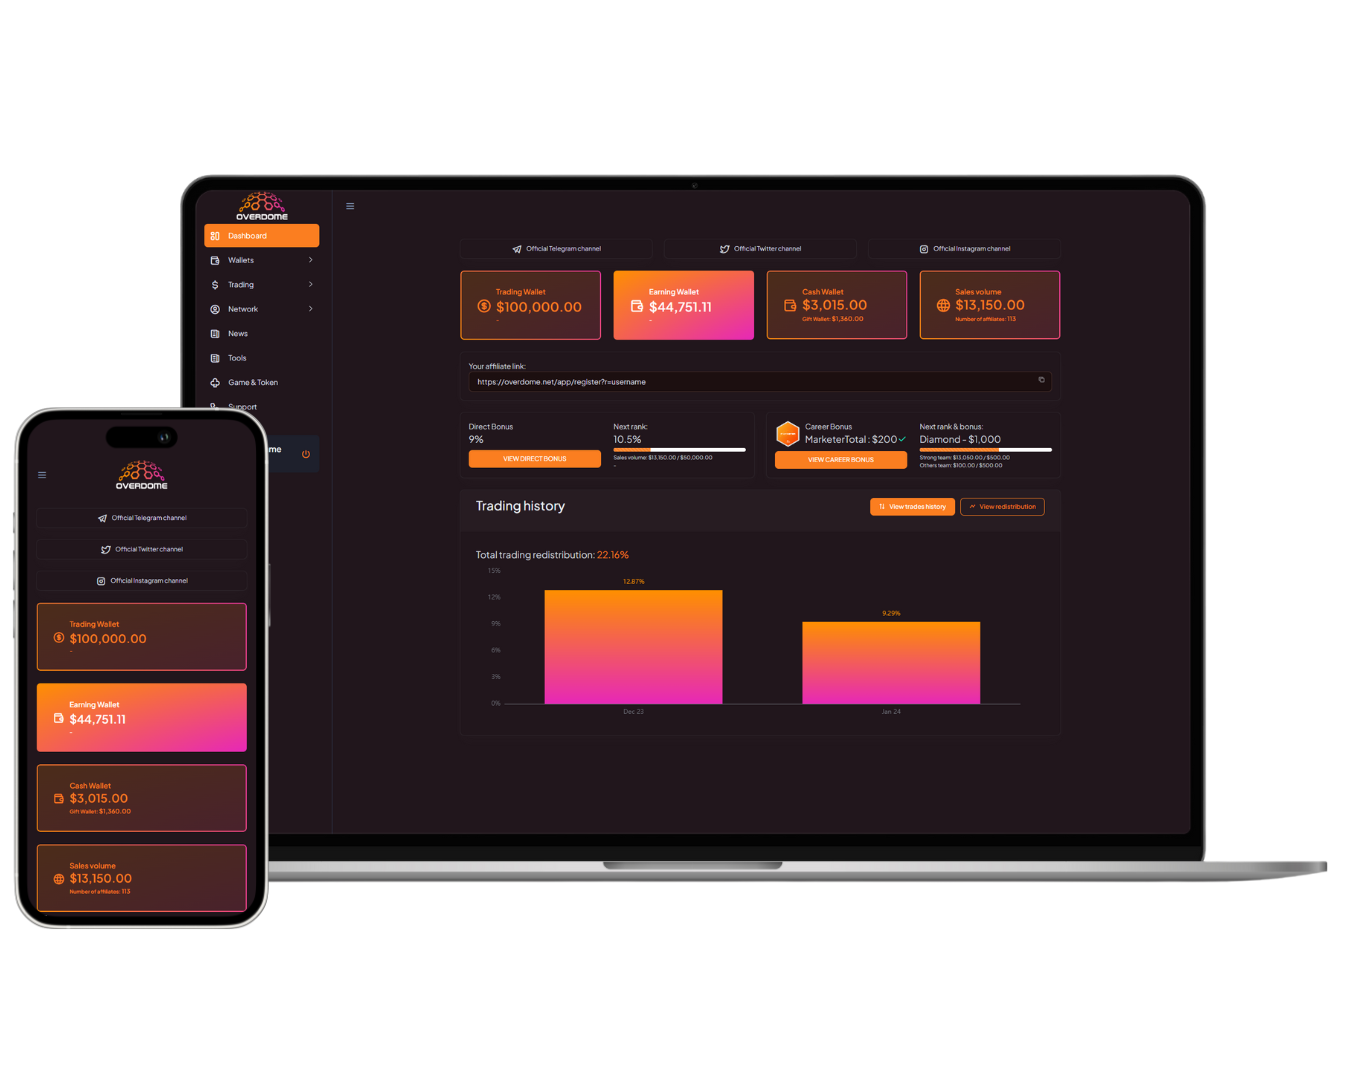 OVERDOME
Dashboard
Wallets
Trading
Network
News
Tools
Game & Token
Support
me
Official Telegram channel
Official Twitter channel
Official Instagram channel
Trading Wallet
$100,000.00
-
Earning Wallet
$44,751.11
-
Cash Wallet
$3,015.00
Gift Wallet: $1,360.00
Sales volume
$13,150.00
Number of affiliates: 113
Your affiliate link:
https://overdome.net/app/register?r=username
Direct Bonus
9%
VIEW DIRECT BONUS
Next rank:
10.5%
Sales volume: $13,150.00 / $50,000.00
-
Career Bonus
MarketerTotal : $200
VIEW CAREER BONUS
Next rank & bonus:
Diamond - $1,000
Strong team: $13,050.00 / $500.00
Others team: $100.00 / $500.00
Trading history
View trades history
View redistribution
Total trading redistribution: 22.16%
15%
12%
9%
6%
3%
0%
12.87%
9.29%
Dec 23
Jan 24
OVERDOME
Official Telegram channel
Official Twitter channel
Official Instagram channel
Trading Wallet
$100,000.00
-
Earning Wallet
$44,751.11
-
Cash Wallet
$3,015.00
Gift Wallet: $1,360.00
Sales volume
$13,150.00
Number of affiliates: 113